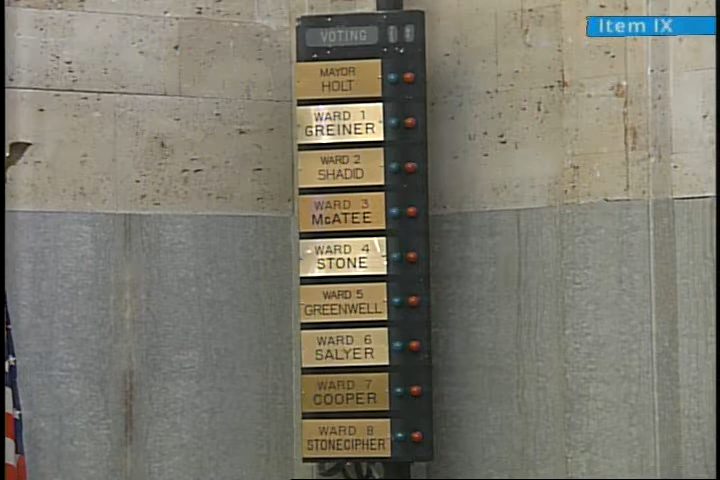 Item IX
VOTING
MAYOR
HOLT
WARD 1
GREINER
WARD 2
SHADID
WARD 3
McATEE
WARD 4
STONE
WARD 5
GREENWELL
WARD 6
SALYER
WARD 7
COOPER
WARD 8
STONECIPHER